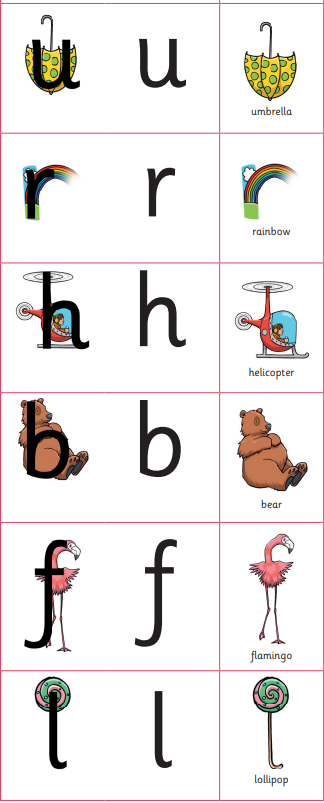 u u umbrella
r r rainbow
h h helicopter
b b bear
f f flamingo
l l lollipop